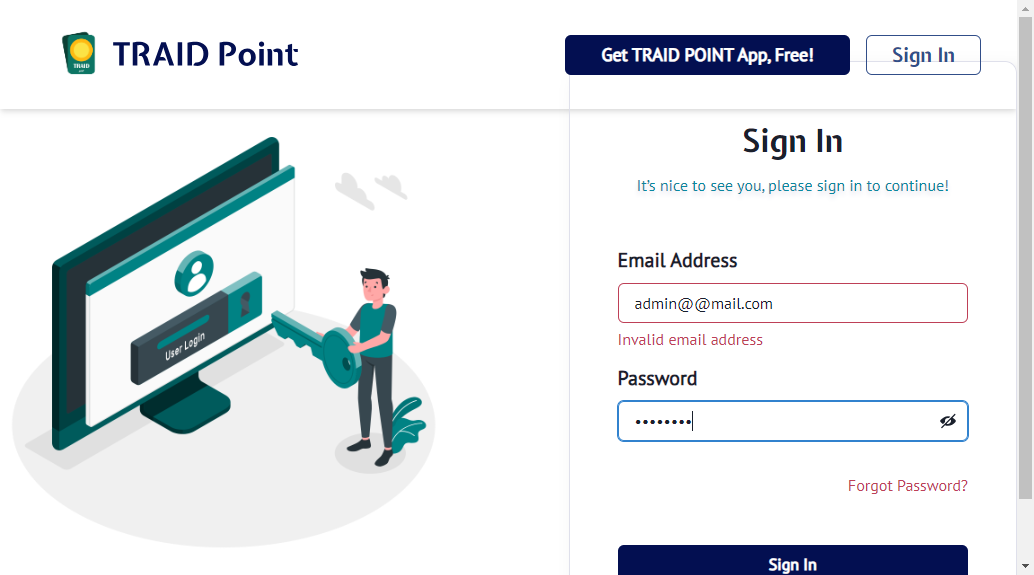 TRAID
TRAID Point
Get TRAID POINT App, Free!
Sign In
Sign In
It's nice to see you, please sign in to continue!
User Login
Email Address
admin@@mail.com
Invalid email address
Password
••••••••
Forgot Password?
Sign In